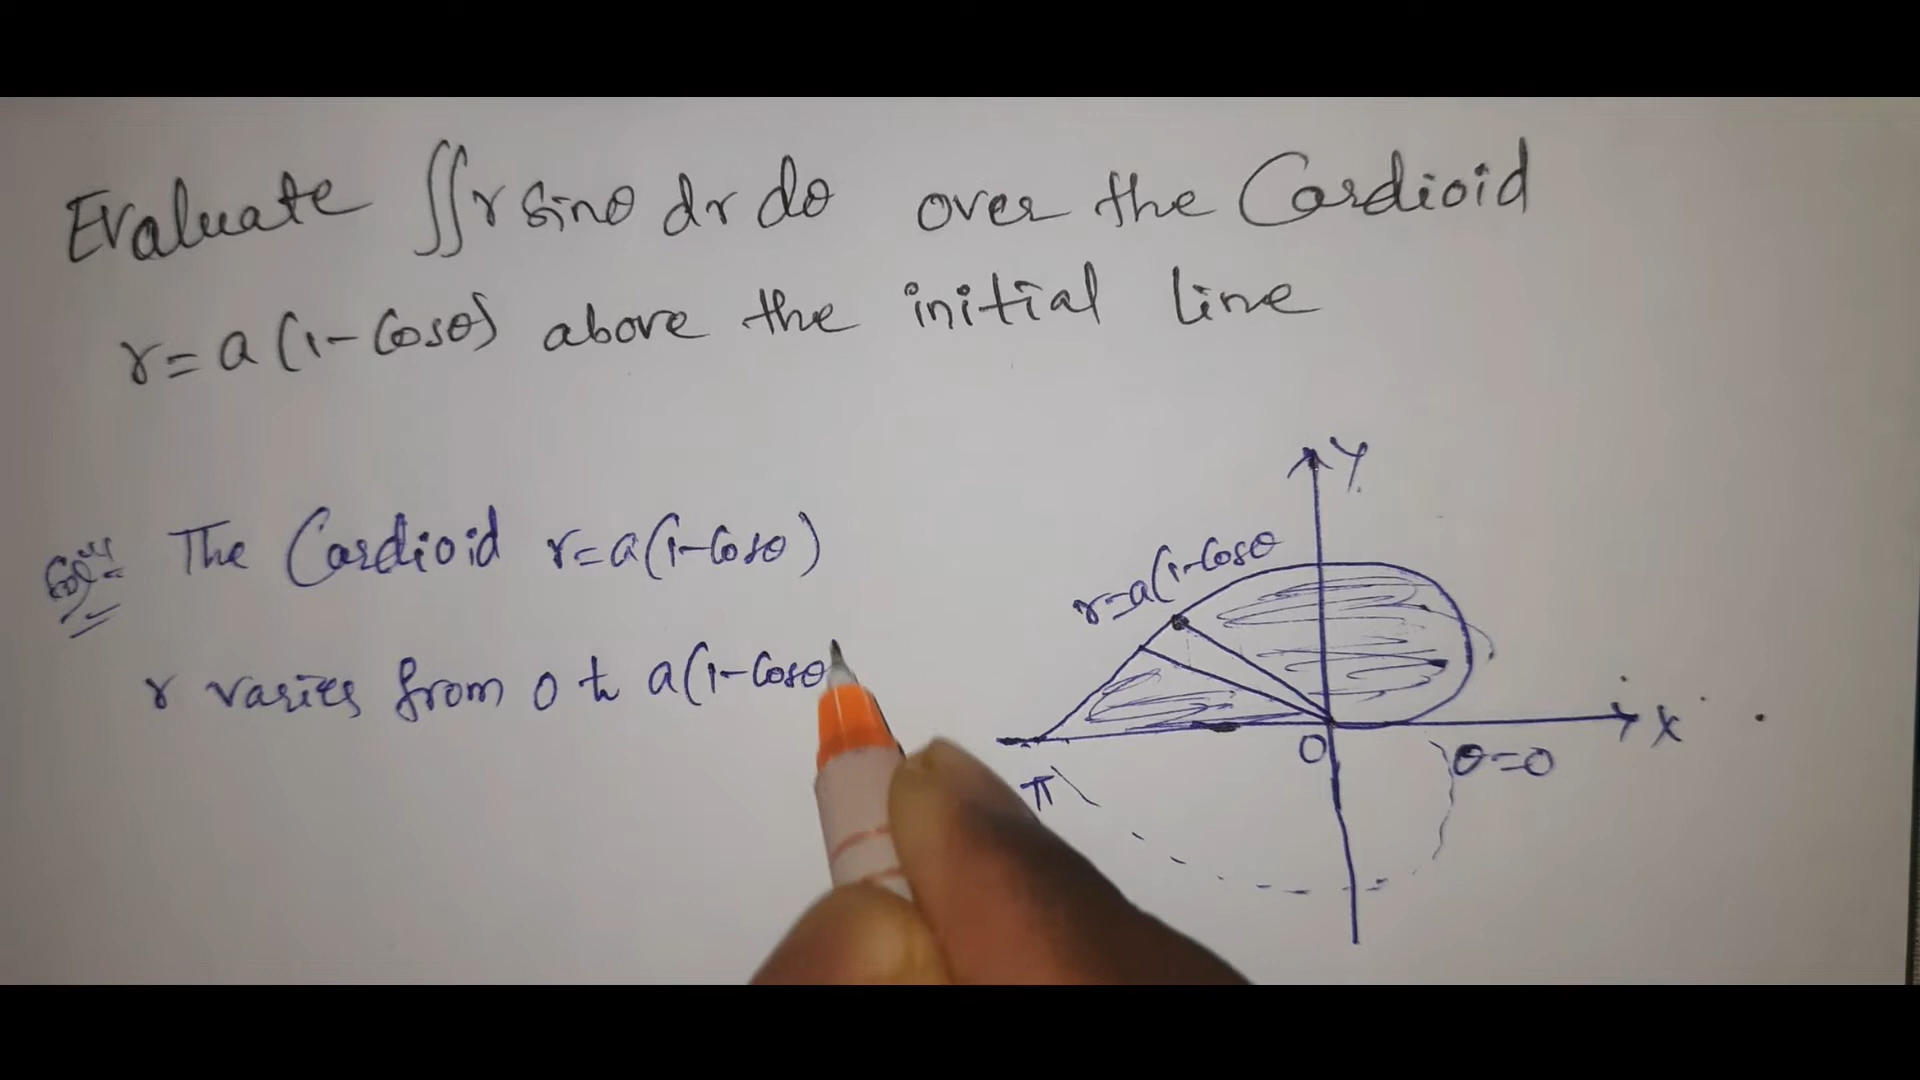 Evaluate ∬ r sinθ dr dθ over the Cardioid
r = a (1 - Cosθ) above the initial line
Solⁿ:- The Cardioid r = a(1-Cosθ)
r varies from 0 to a(1-Cosθ
Y
r=a(1-Cosθ
X
O
θ=0
π